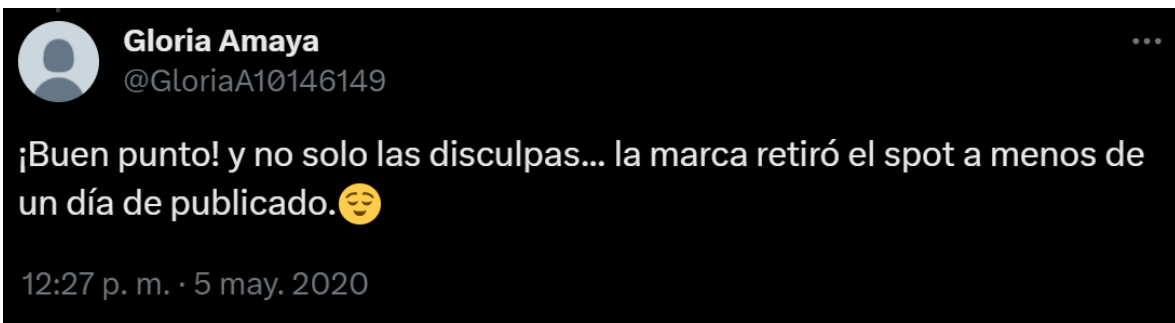 Gloria Amaya
@GloriaA10146149
¡Buen punto! y no solo las disculpas... la marca retiró el spot a menos de
un día de publicado.😌
12:27 p. m. · 5 may. 2020